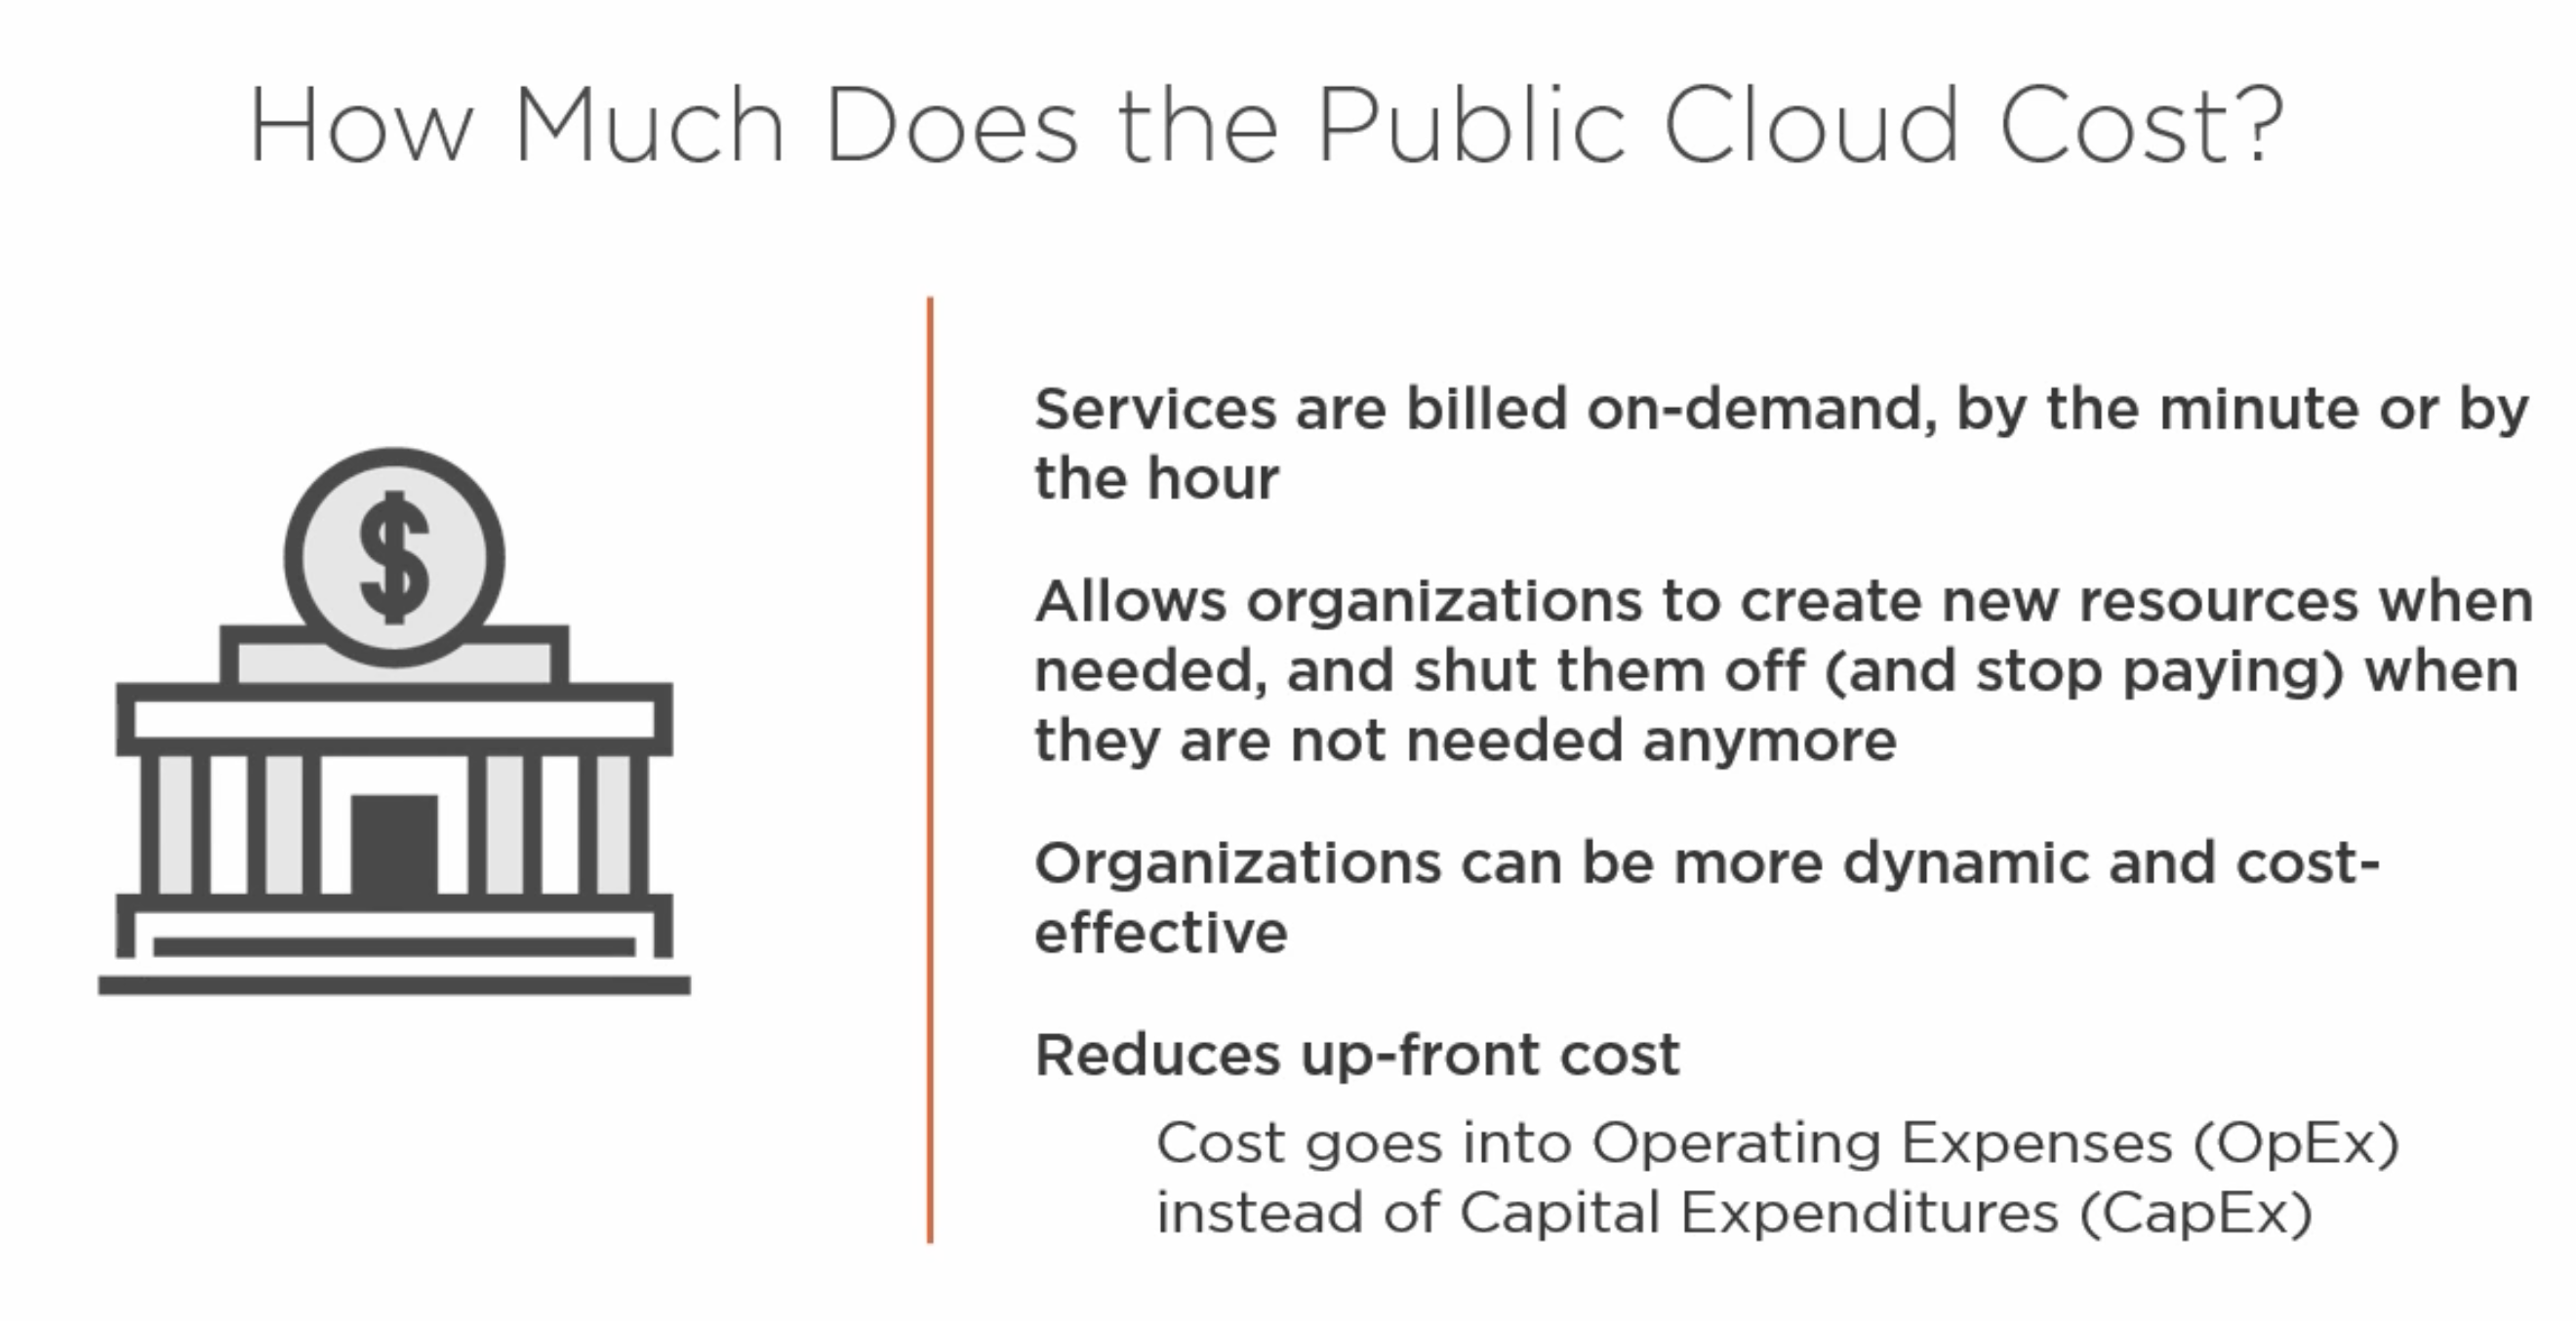 How Much Does the Public Cloud Cost?
$
Services are billed on-demand, by the minute or by
the hour
Allows organizations to create new resources when
needed, and shut them off (and stop paying) when
they are not needed anymore
Organizations can be more dynamic and cost-
effective
Reduces up-front cost
Cost goes into Operating Expenses (OpEx)
instead of Capital Expenditures (CapEx)